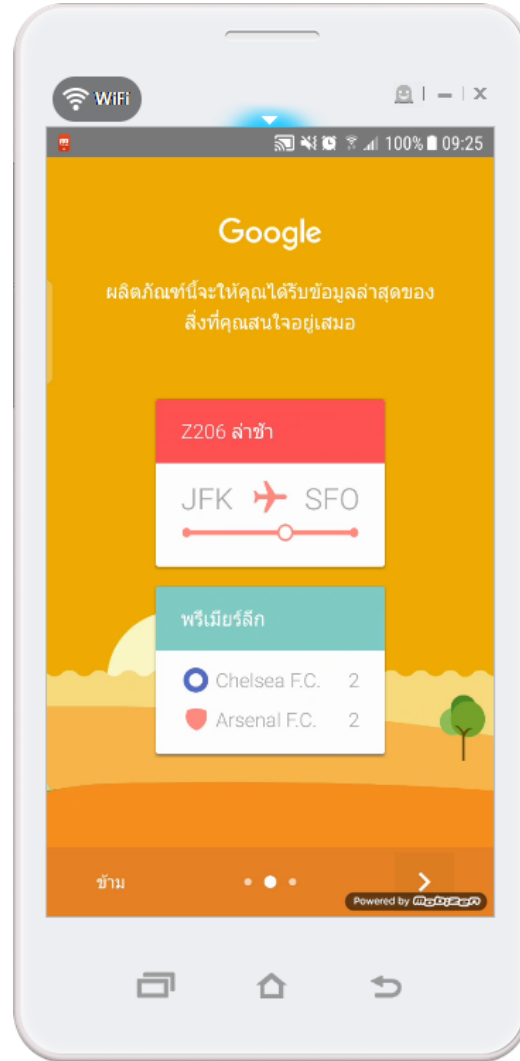 WiFi
100% 09:25
Google
ผลิตภัณฑ์นี้จะให้คุณได้รับข้อมูลล่าสุดของ
สิ่งที่คุณสนใจอยู่เสมอ
Z206 ล่าช้า
JFK SFO
พรีเมียร์ลีก
Chelsea F.C. 2
Arsenal F.C. 2
ข้าม
Powered by mobizen